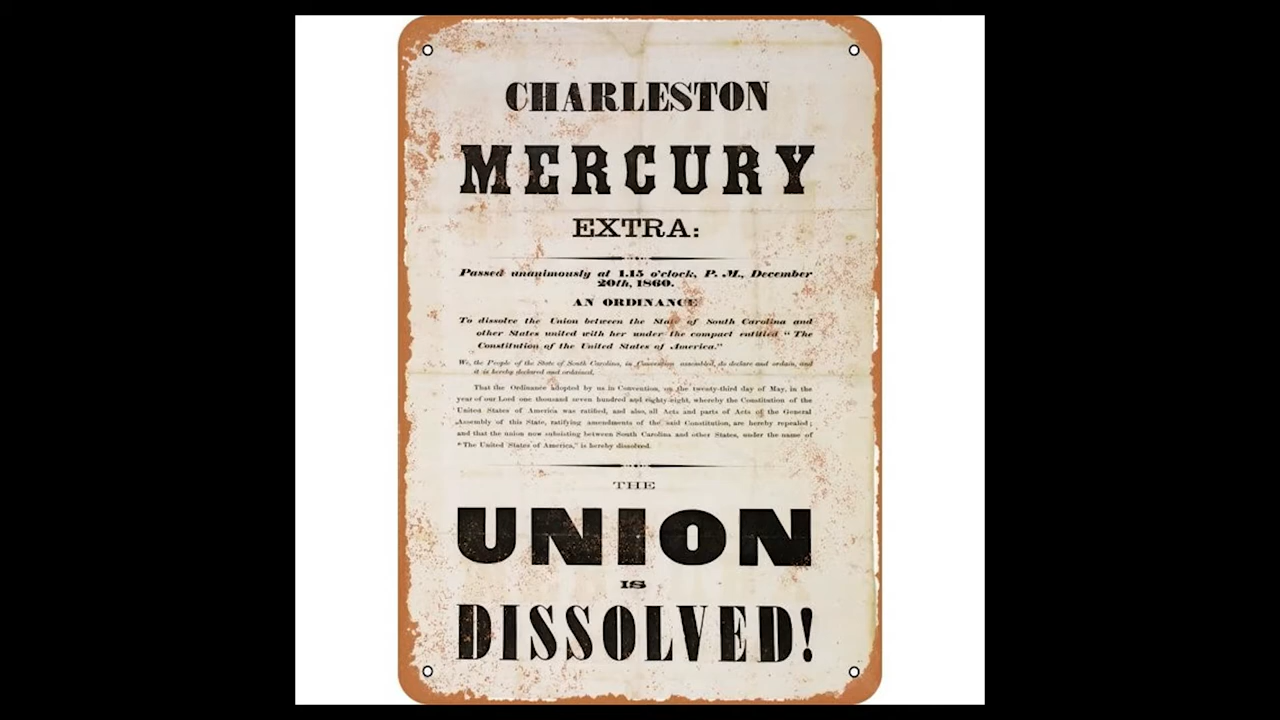 CHARLESTON
MERCURY
EXTRA:
Passed unanimously at 1.15 o'clock, P. M., December
20th, 1860.
AN ORDINANCE
To dissolve the Union between the State of South Carolina and
other States united with her under the compact entitled "The
Constitution of the United States of America."
We, the People of the State of South Carolina, in Convention assembled, do declare and ordain, and
it is hereby declared and ordained,
That the Ordinance adopted by us in Convention, on the twenty-third day of May, in the
year of our Lord one thousand seven hundred and eighty-eight, whereby the Constitution of the
United States of America was ratified, and also, all Acts and parts of Acts of the General
Assembly of this State, ratifying amendments of the said Constitution, are hereby repealed;
and that the union now subsisting between South Carolina and other States, under the name of
"The United States of America," is hereby dissolved.
THE
UNION
IS
DISSOLVED!